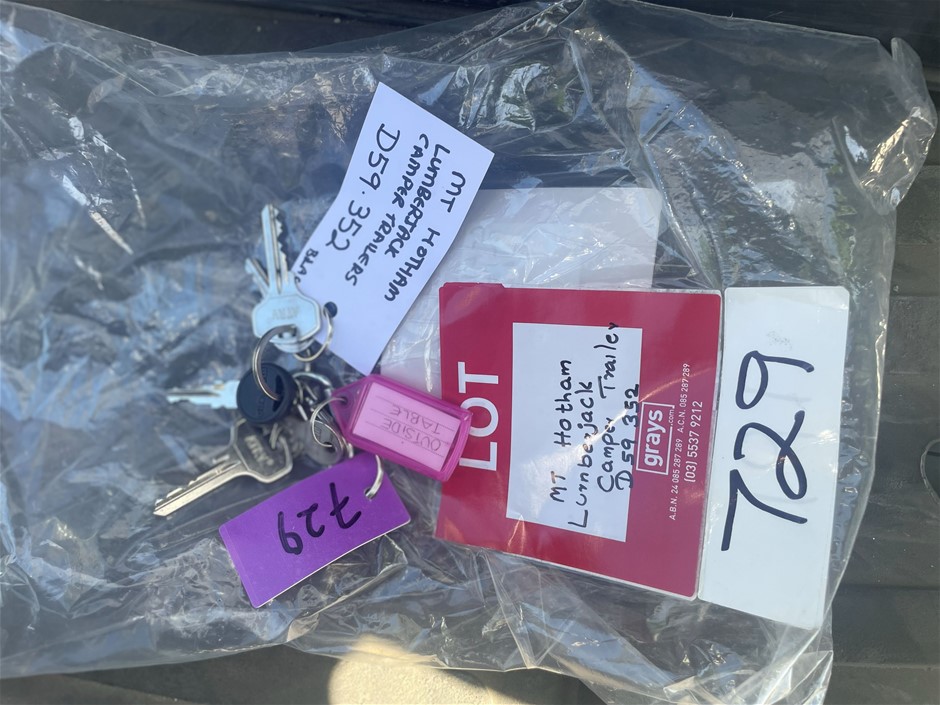 MT HOTHAM
LUMBERJACK
CAMPER TRAILERS
D59.352
LOT
MT Hotham
Lumberjack
Camper Trailer
D59.352
grays
.com
A.B.N. 24 085 287 289 A.C.N. 085 287 289
(03) 5537 9212
729
OUTSIDE
TABLE
729